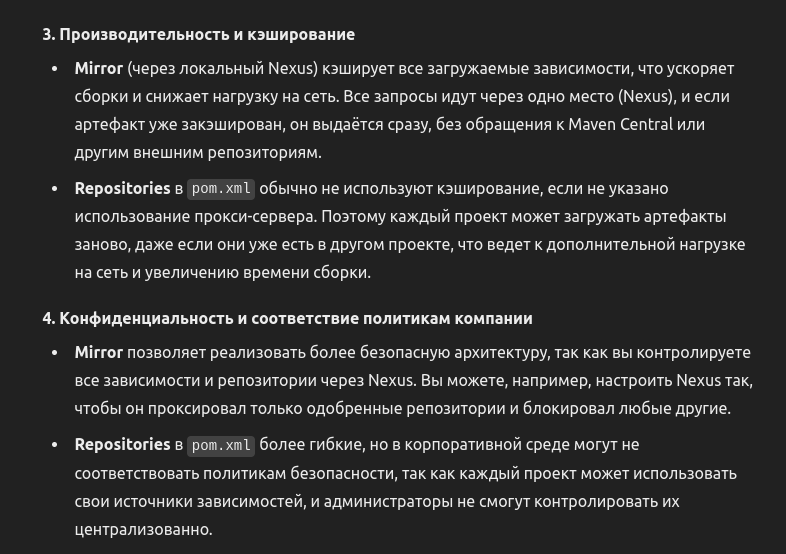 3. Производительность и кэширование
• Mirror (через локальный Nexus) кэширует все загружаемые зависимости, что ускоряет
сборки и снижает нагрузку на сеть. Все запросы идут через одно место (Nexus), и если
артефакт уже закэширован, он выдаётся сразу, без обращения к Maven Central или
другим внешним репозиториям.
• Repositories в pom.xml обычно не используют кэширование, если не указано
использование прокси-сервера. Поэтому каждый проект может загружать артефакты
заново, даже если они уже есть в другом проекте, что ведет к дополнительной нагрузке
на сеть и увеличению времени сборки.
4. Конфиденциальность и соответствие политикам компании
• Mirror позволяет реализовать более безопасную архитектуру, так как вы контролируете
все зависимости и репозитории через Nexus. Вы можете, например, настроить Nexus так,
чтобы он проксировал только одобренные репозитории и блокировал любые другие.
• Repositories в pom.xml более гибкие, но в корпоративной среде могут не
соответствовать политикам безопасности, так как каждый проект может использовать
свои источники зависимостей, и администраторы не смогут контролировать их
централизованно.